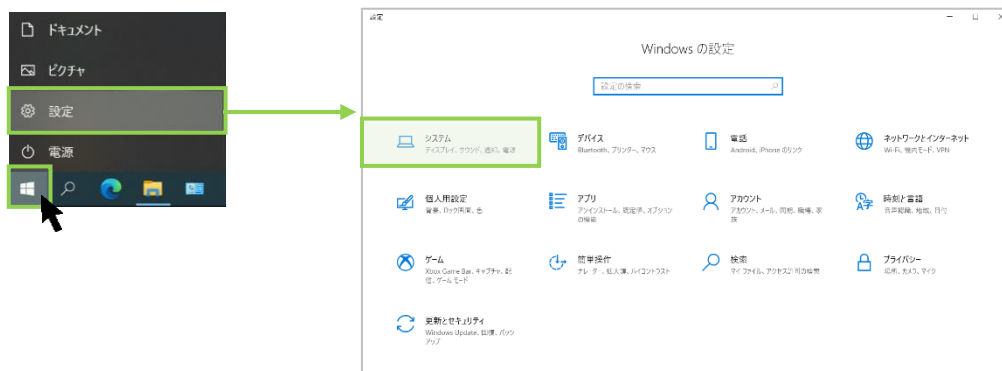 ドキュメント
ピクチャ
設定
電源
設定
Windows の設定
設定の検索
システム
ディスプレイ、サウンド、通知、電源
デバイス
Bluetooth、プリンター、マウス
電話
Android、iPhone のリンク
ネットワークとインターネット
Wi-Fi、機内モード、VPN
個人用設定
背景、ロック画面、色
アプリ
アンインストール、既定値、オプション
の機能
アカウント
アカウント、メール、同期、職場、家
族
時刻と言語
音声認識、地域、日付
ゲーム
Xbox Game Bar、キャプチャ、配
信、ゲーム モード
簡単操作
ナレーター、拡大鏡、ハイコントラスト
検索
マイ ファイル、アクセス許可の検索
プライバシー
場所、カメラ、マイク
更新とセキュリティ
Windows Update、回復、バック
アップ